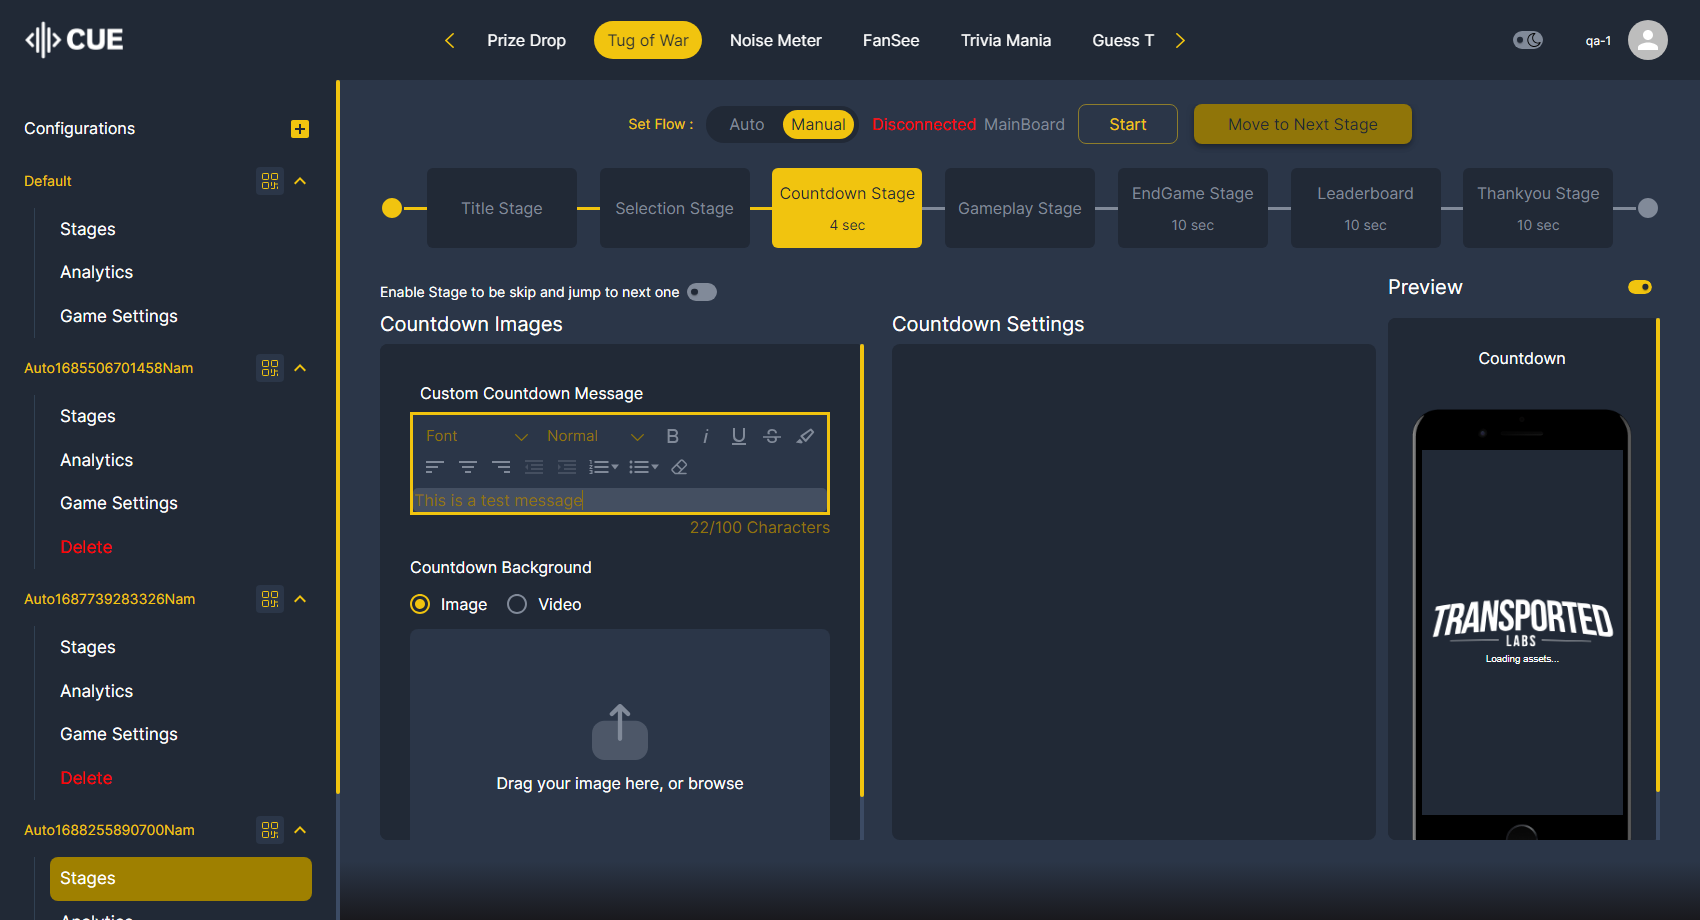 CUE
Prize Drop
Tug of War
Noise Meter
FanSee
Trivia Mania
Guess T
qa-1
Configurations
Default
Stages
Analytics
Game Settings
Auto1685506701458Nam
Stages
Analytics
Game Settings
Delete
Auto1687739283326Nam
Stages
Analytics
Game Settings
Delete
Auto1688255890700Nam
Stages
Analytics
Set Flow :
Auto
Manual
Disconnected MainBoard
Start
Move to Next Stage
Title Stage
Selection Stage
Countdown Stage
4 sec
Gameplay Stage
EndGame Stage
10 sec
Leaderboard
10 sec
Thankyou Stage
10 sec
Enable Stage to be skip and jump to next one
Countdown Images
Custom Countdown Message
Font
Normal
B
i
U
S
This is a test message
22/100 Characters
Countdown Background
Image
Video
Drag your image here, or browse
Countdown Settings
Preview
Countdown
TRANSPORTED
LABS
Loading assets...